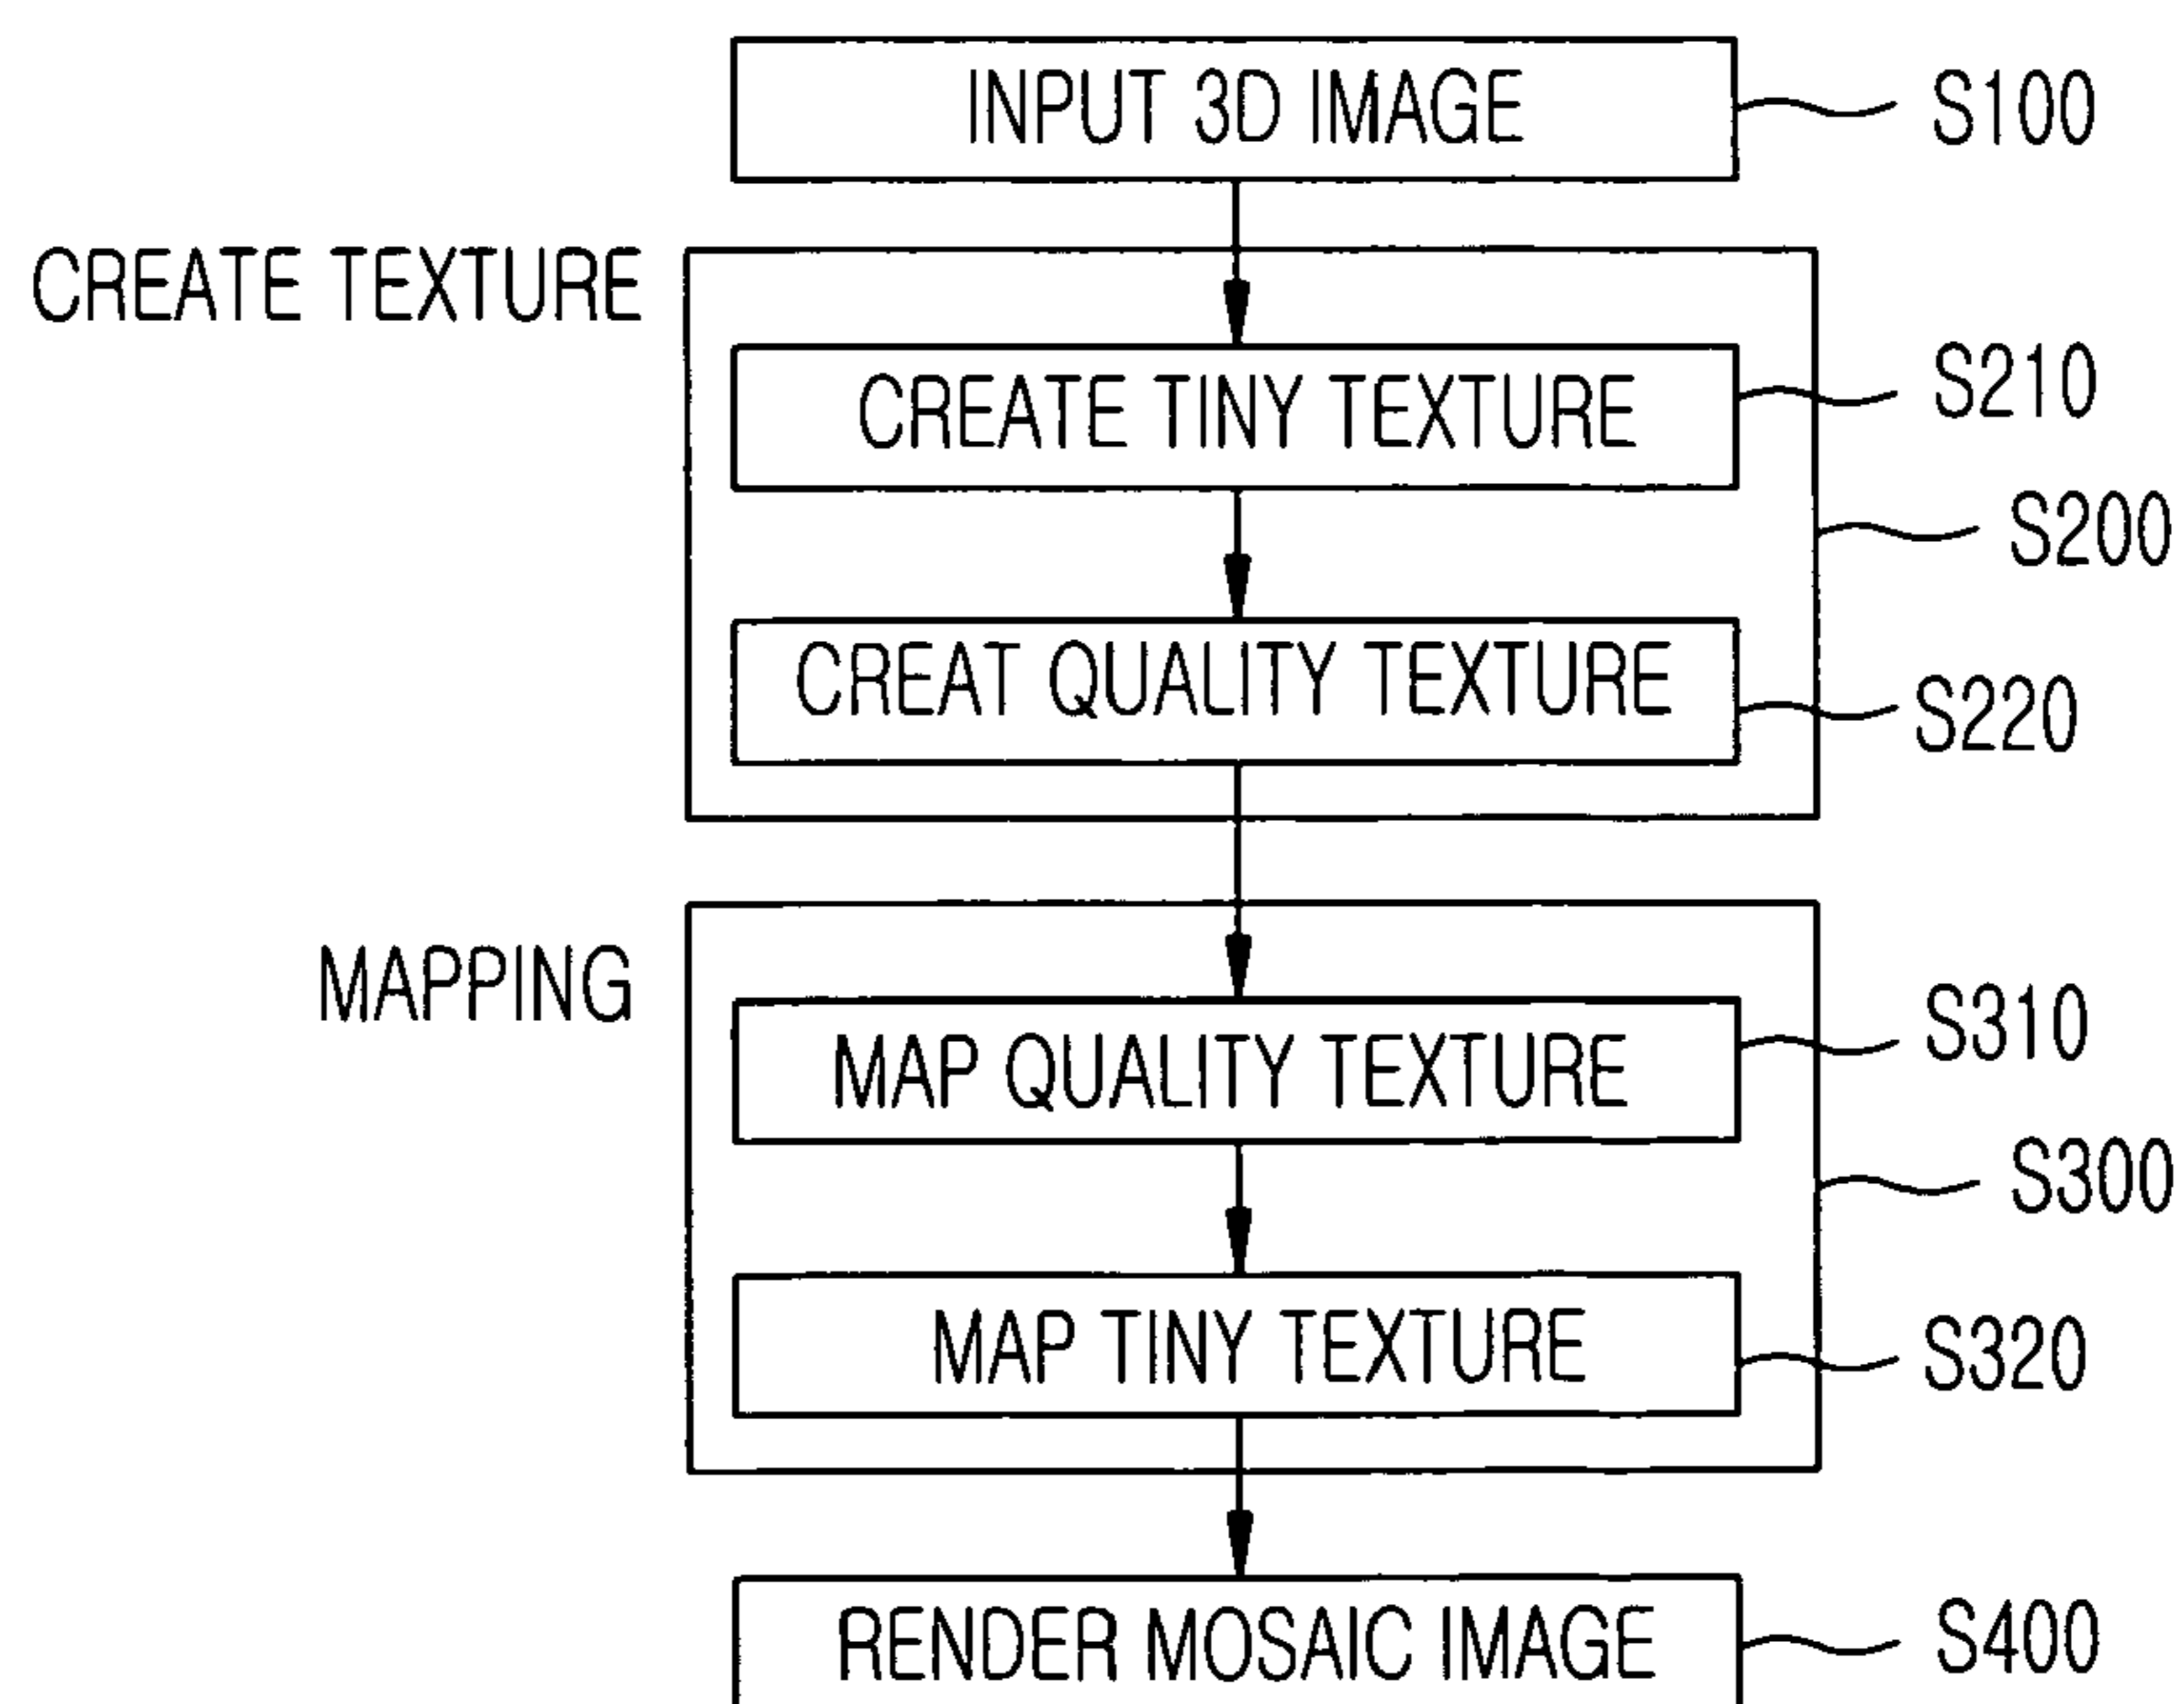 INPUT 3D IMAGE
S100
CREATE TEXTURE
CREATE TINY TEXTURE
S210
S200
CREAT QUALITY TEXTURE
S220
MAPPING
MAP QUALITY TEXTURE
S310
S300
MAP TINY TEXTURE
S320
RENDER MOSAIC IMAGE
S400